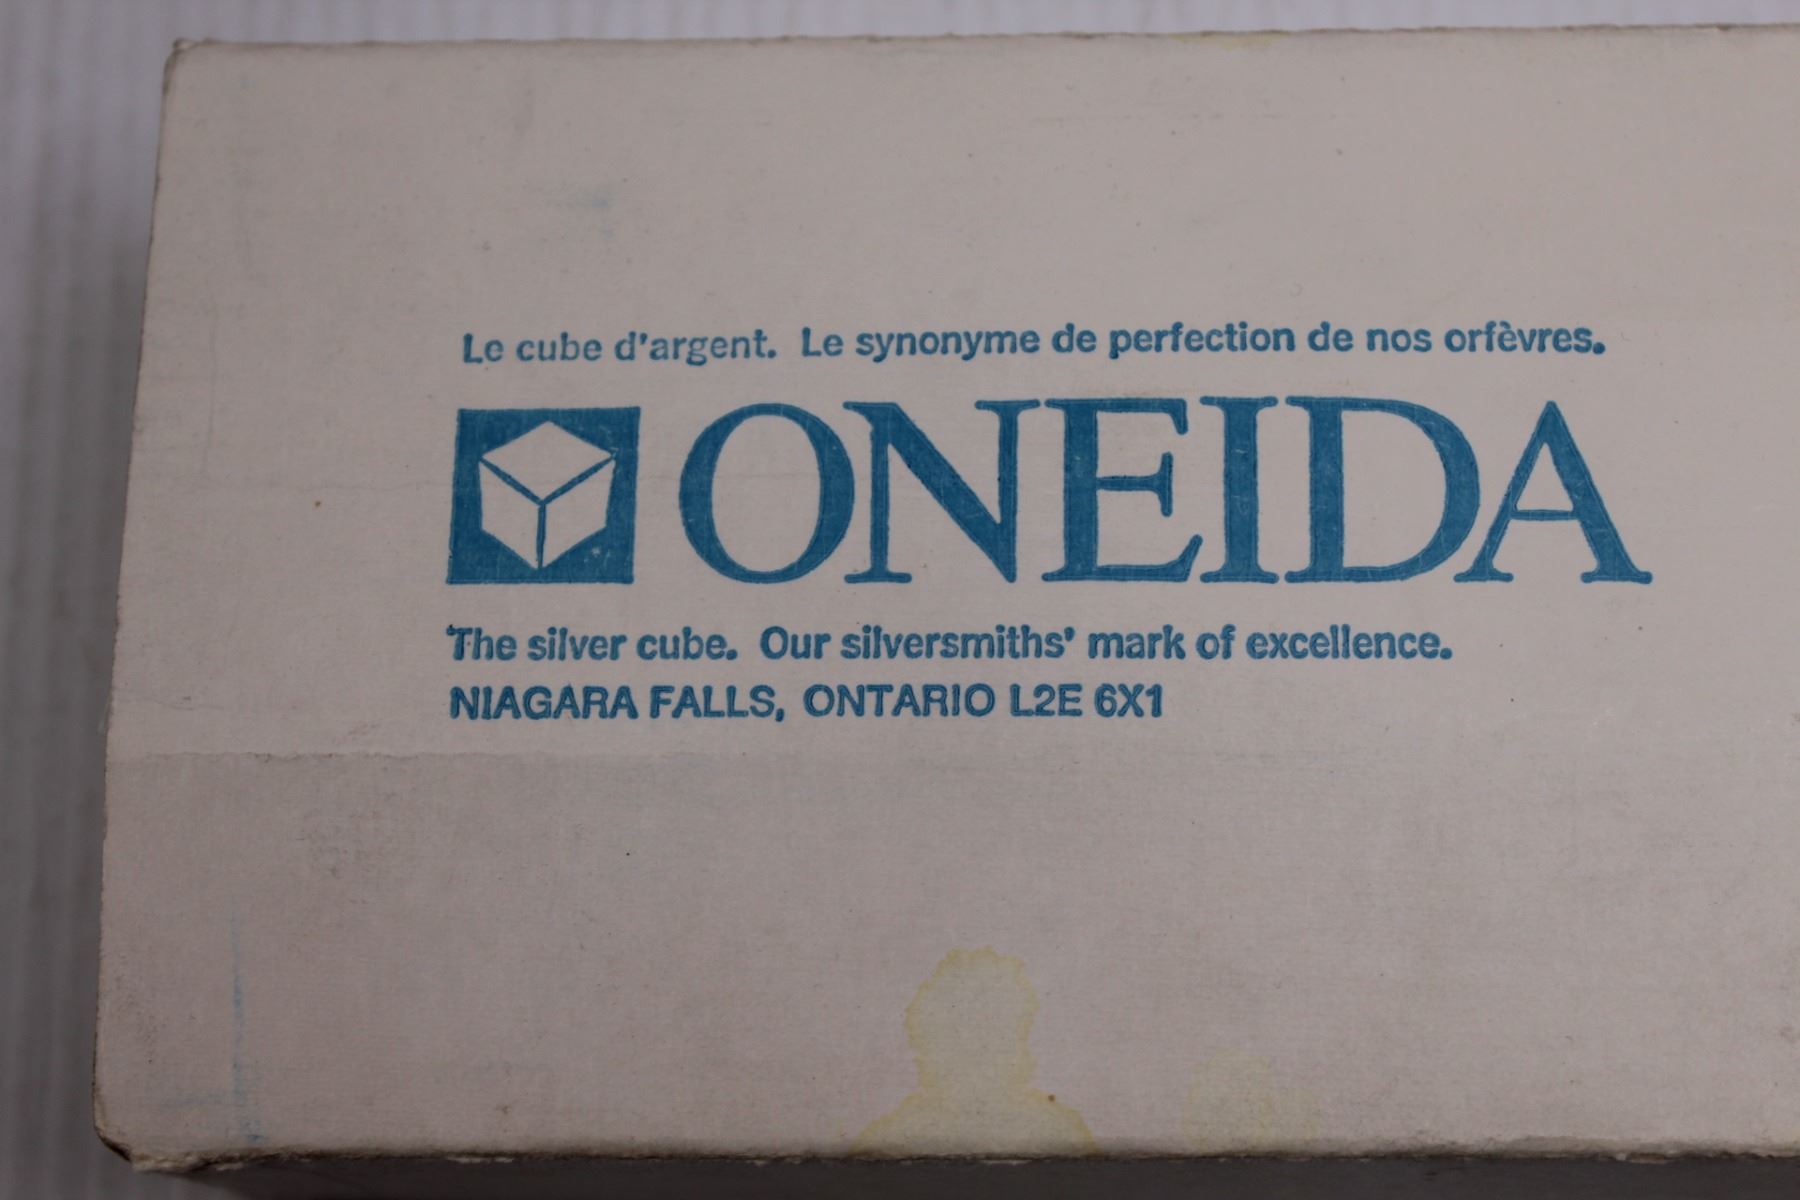 Le cube d'argent. Le synonyme de perfection de nos orfèvres.
ONEIDA
The silver cube. Our silversmiths' mark of excellence.
NIAGARA FALLS, ONTARIO L2E 6X1